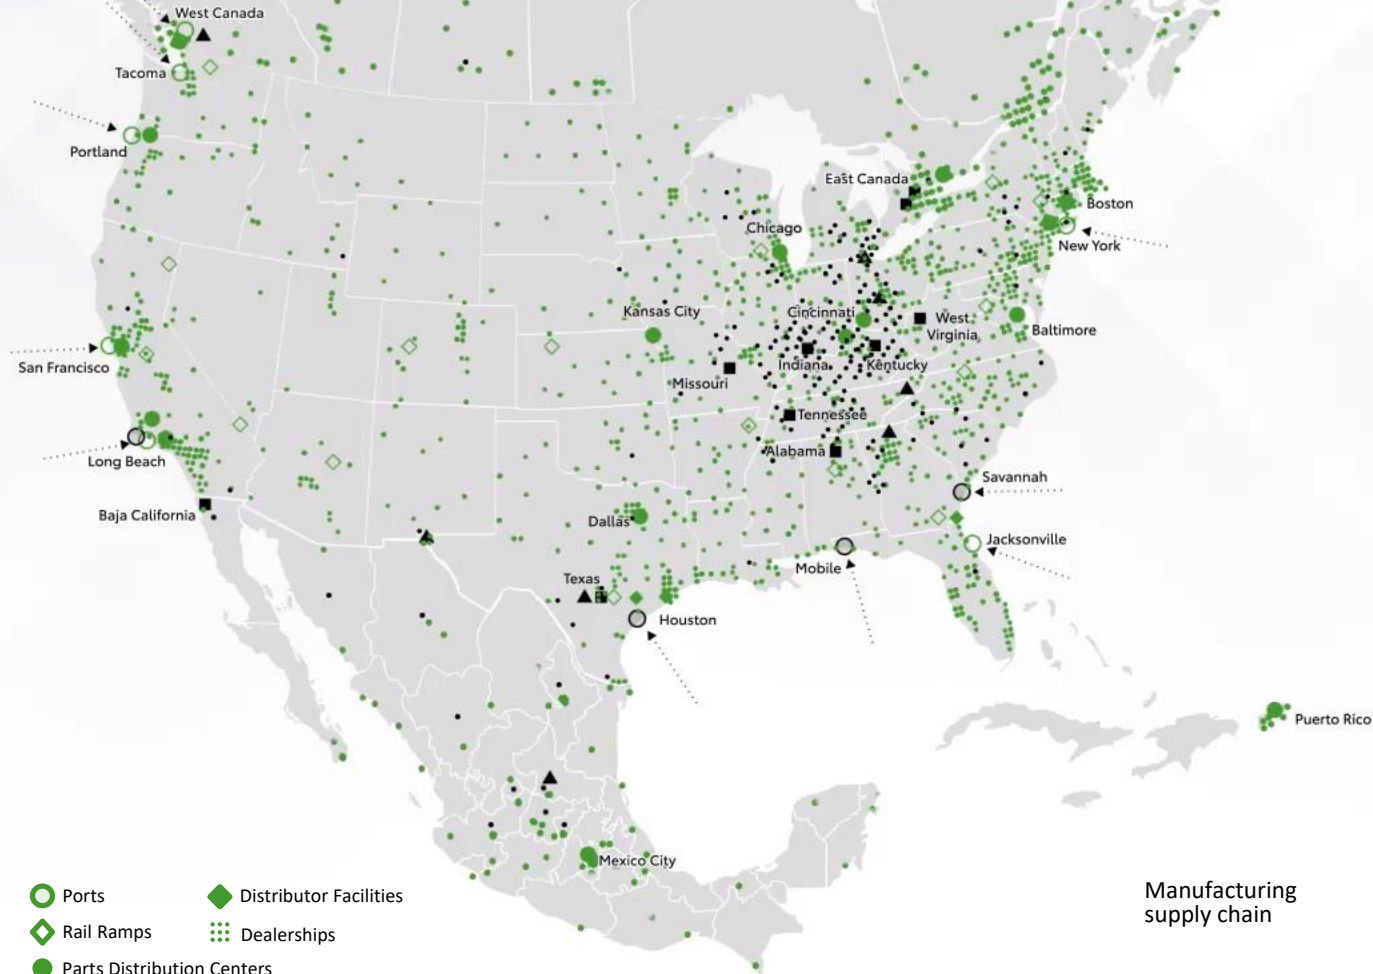 West Canada
Tacoma
Portland
East Canada
Boston
Chicago
New York
Kansas City
Cincinnati
West
Virginia
Baltimore
San Francisco
Indiana
Kentucky
Missouri
Tennessee
Alabama
Long Beach
Savannah
Baja California
Dallas
Jacksonville
Mobile
Texas
Houston
Puerto Rico
Mexico City
Ports
Distributor Facilities
Rail Ramps
Dealerships
Parts Distribution Centers
Manufacturing
supply chain